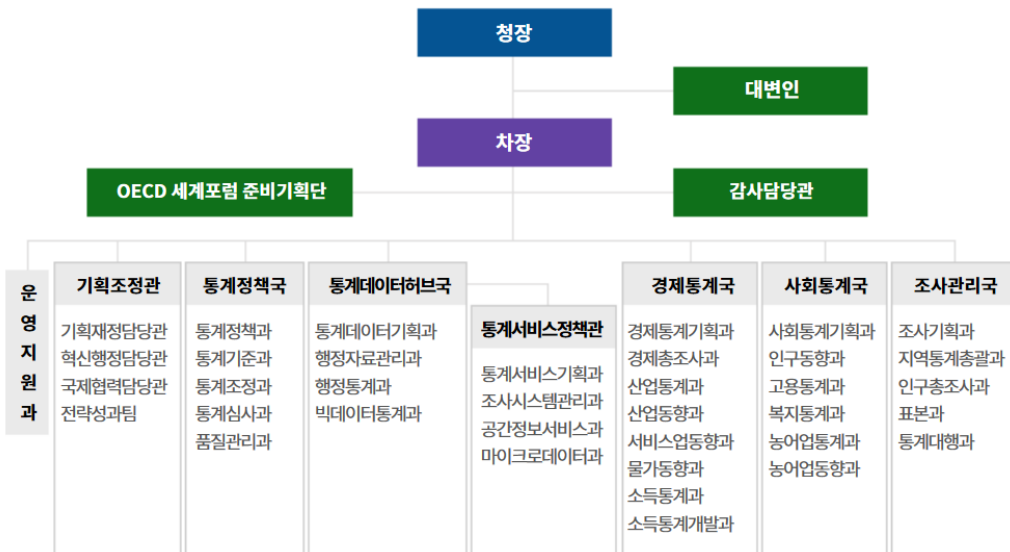 청장
대변인
차장
OECD 세계포럼 준비기획단
감사담당관
운
영
지
원
과
기획조정관
기획재정담당관
혁신행정담당관
국제협력담당관
전략성과팀
통계정책국
통계정책과
통계기준과
통계조정과
통계심사과
품질관리과
통계데이터허브국
통계데이터기획과
행정자료관리과
행정통계과
빅데이터통계과
통계서비스정책관
통계서비스기획과
조사시스템관리과
공간정보서비스과
마이크로데이터과
경제통계국
경제통계기획과
경제총조사과
산업통계과
산업동향과
서비스업동향과
물가동향과
소득통계과
소득통계개발과
사회통계국
사회통계기획과
인구동향과
고용통계과
복지통계과
농어업통계과
농어업동향과
조사관리국
조사기획과
지역통계총괄과
인구총조사과
표본과
통계대행과